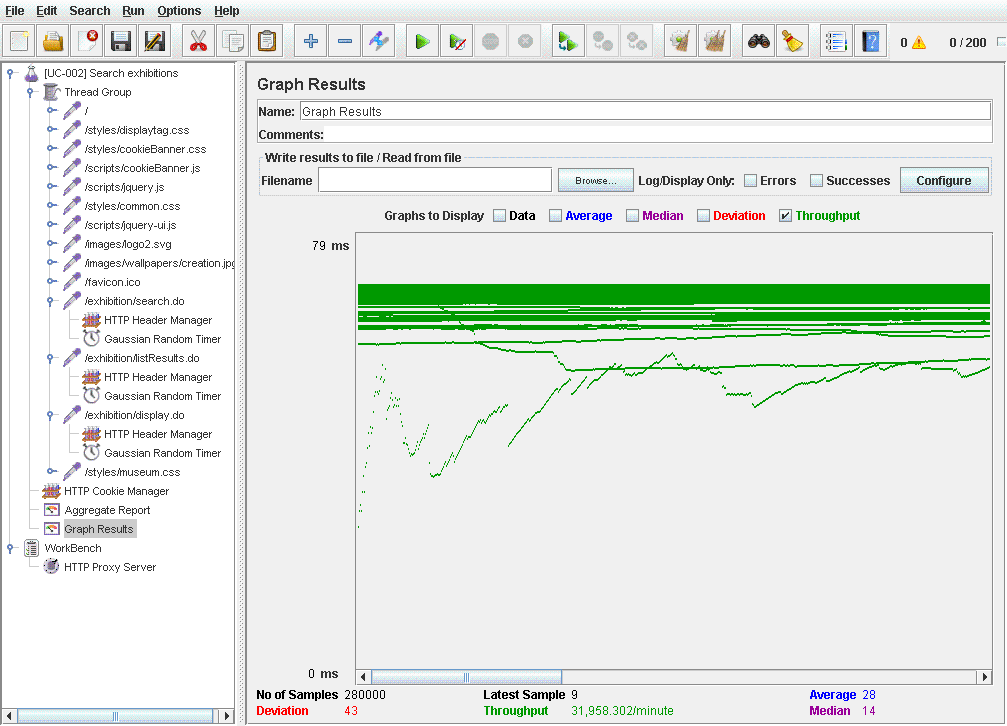 File Edit Search Run Options Help
0 0 / 200
[UC-002] Search exhibitions
Thread Group
/
/styles/displaytag.css
/styles/cookieBanner.css
/scripts/cookieBanner.js
/scripts/jquery.js
/styles/common.css
/scripts/jquery-ui.js
/images/logo2.svg
/images/wallpapers/creation.jpg
/favicon.ico
/exhibition/search.do
HTTP Header Manager
Gaussian Random Timer
/exhibition/listResults.do
HTTP Header Manager
Gaussian Random Timer
/exhibition/display.do
HTTP Header Manager
Gaussian Random Timer
/styles/museum.css
HTTP Cookie Manager
Aggregate Report
Graph Results
WorkBench
HTTP Proxy Server
Graph Results
Name: Graph Results
Comments:
Write results to file / Read from file
Filename Browse... Log/Display Only: Errors Successes Configure
Graphs to Display Data Average Median Deviation Throughput
79 ms
0 ms
No of Samples 280000 Latest Sample 9 Average 28
Deviation 43 Throughput 31,958.302/minute Median 14